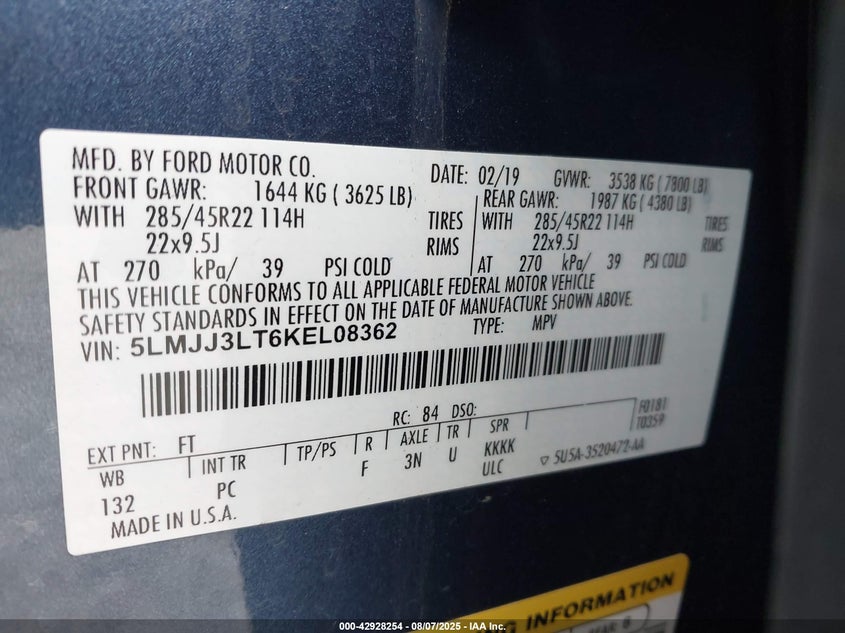 MFD. BY FORD MOTOR CO.
DATE: 02/19 GVWR: 3538 KG ( 7800 LB)
FRONT GAWR: 1644 KG ( 3625 LB)
REAR GAWR: 1987 KG ( 4380 LB)
WITH 285/45R22 114H TIRES
WITH 285/45R22 114H TIRES
22x9.5J RIMS
22x9.5J RIMS
AT 270 kPa/ 39 PSI COLD
AT 270 kPa/ 39 PSI COLD
THIS VEHICLE CONFORMS TO ALL APPLICABLE FEDERAL MOTOR VEHICLE
SAFETY STANDARDS IN EFFECT ON THE DATE OF MANUFACTURE SHOWN ABOVE.
VIN: 5LMJJ3LT6KEL08362 TYPE: MPV
F0181
T0359
EXT PNT: FT RC: 84 DSO:
WB INT TR TP/PS R AXLE TR SPR
132 PC F 3N U KKKK
ULC ▽ 5U5A-3520472-AA
MADE IN U.S.A.
NG INFORMATION
000-42928254 - 08/07/2025 - IAA Inc.